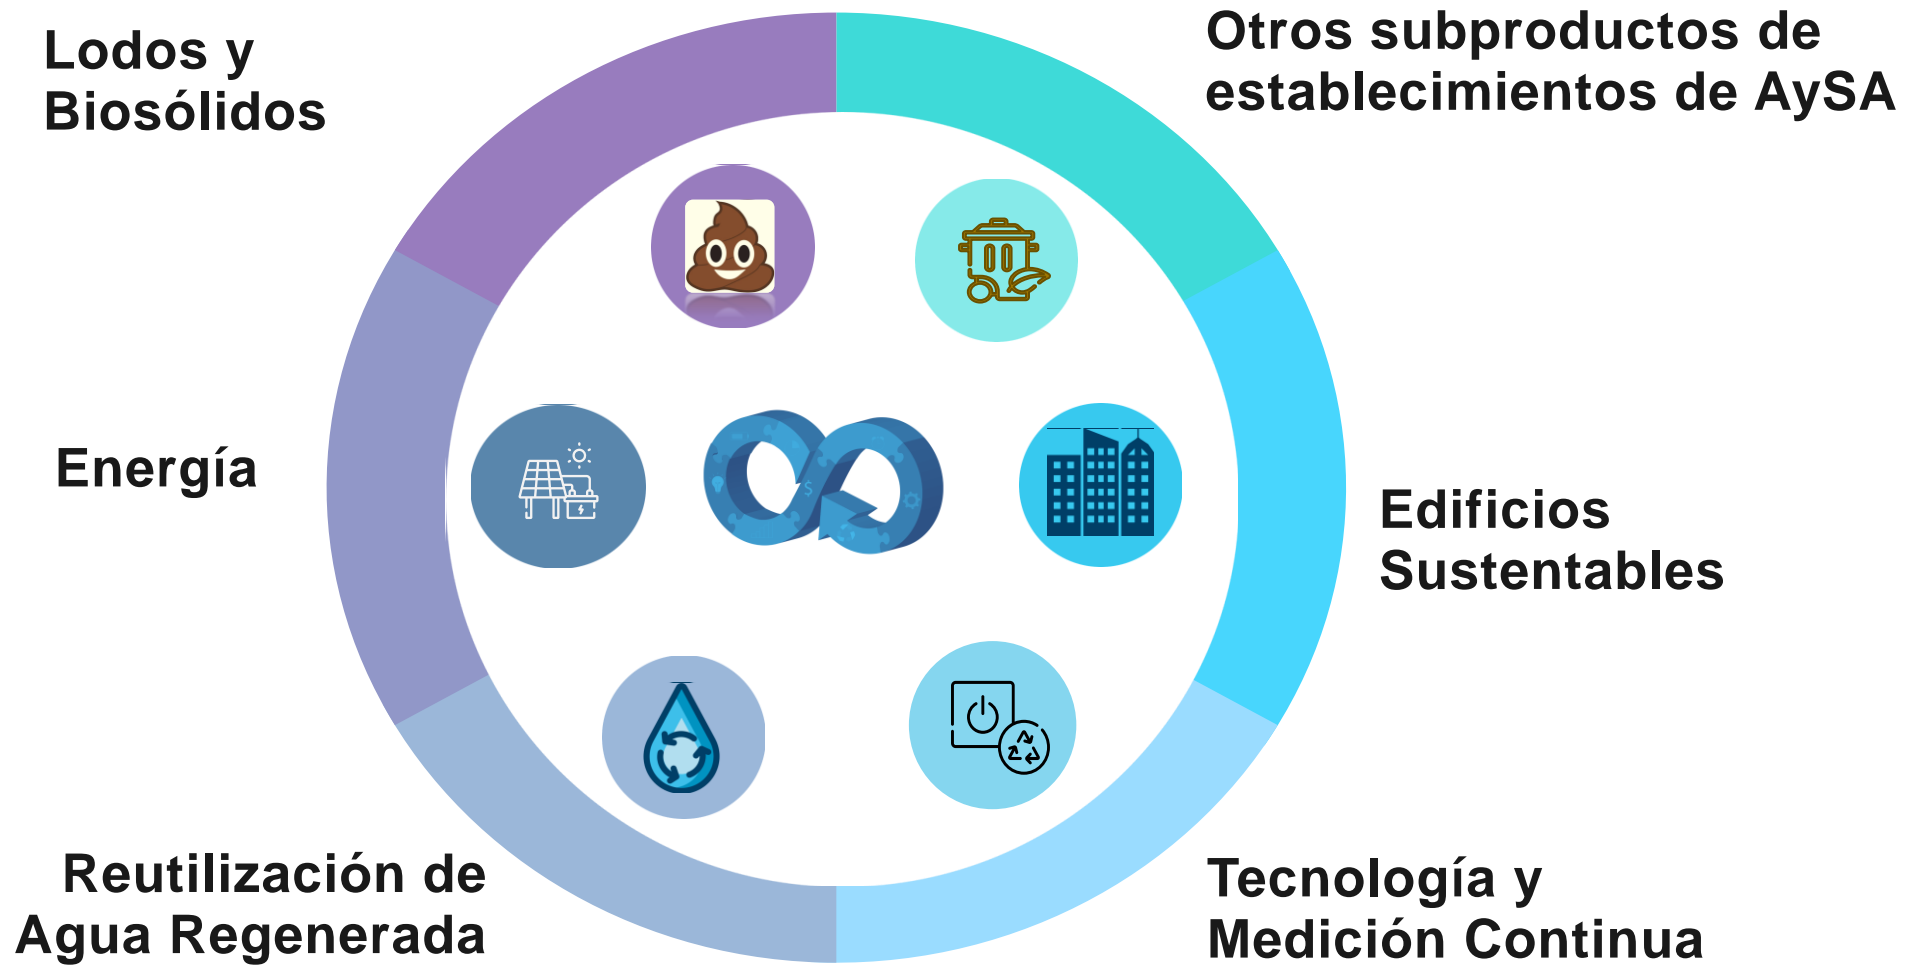 Lodos y
Biosólidos
Otros subproductos de
establecimientos de AySA
Energía
Edificios
Sustentables
Reutilización de
Agua Regenerada
Tecnología y
Medición Continua
$